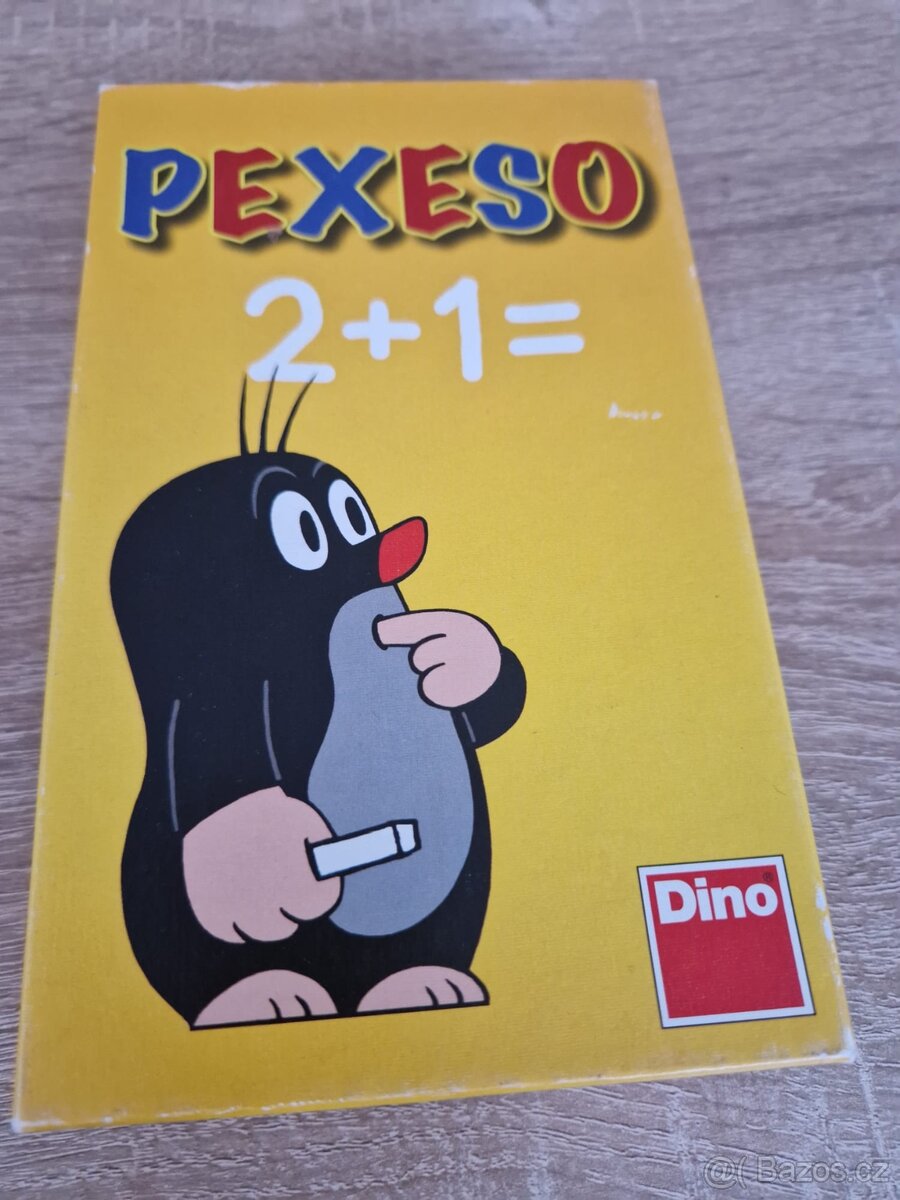 PEXESO
2+1=
Dino®
@( Bazos.cz